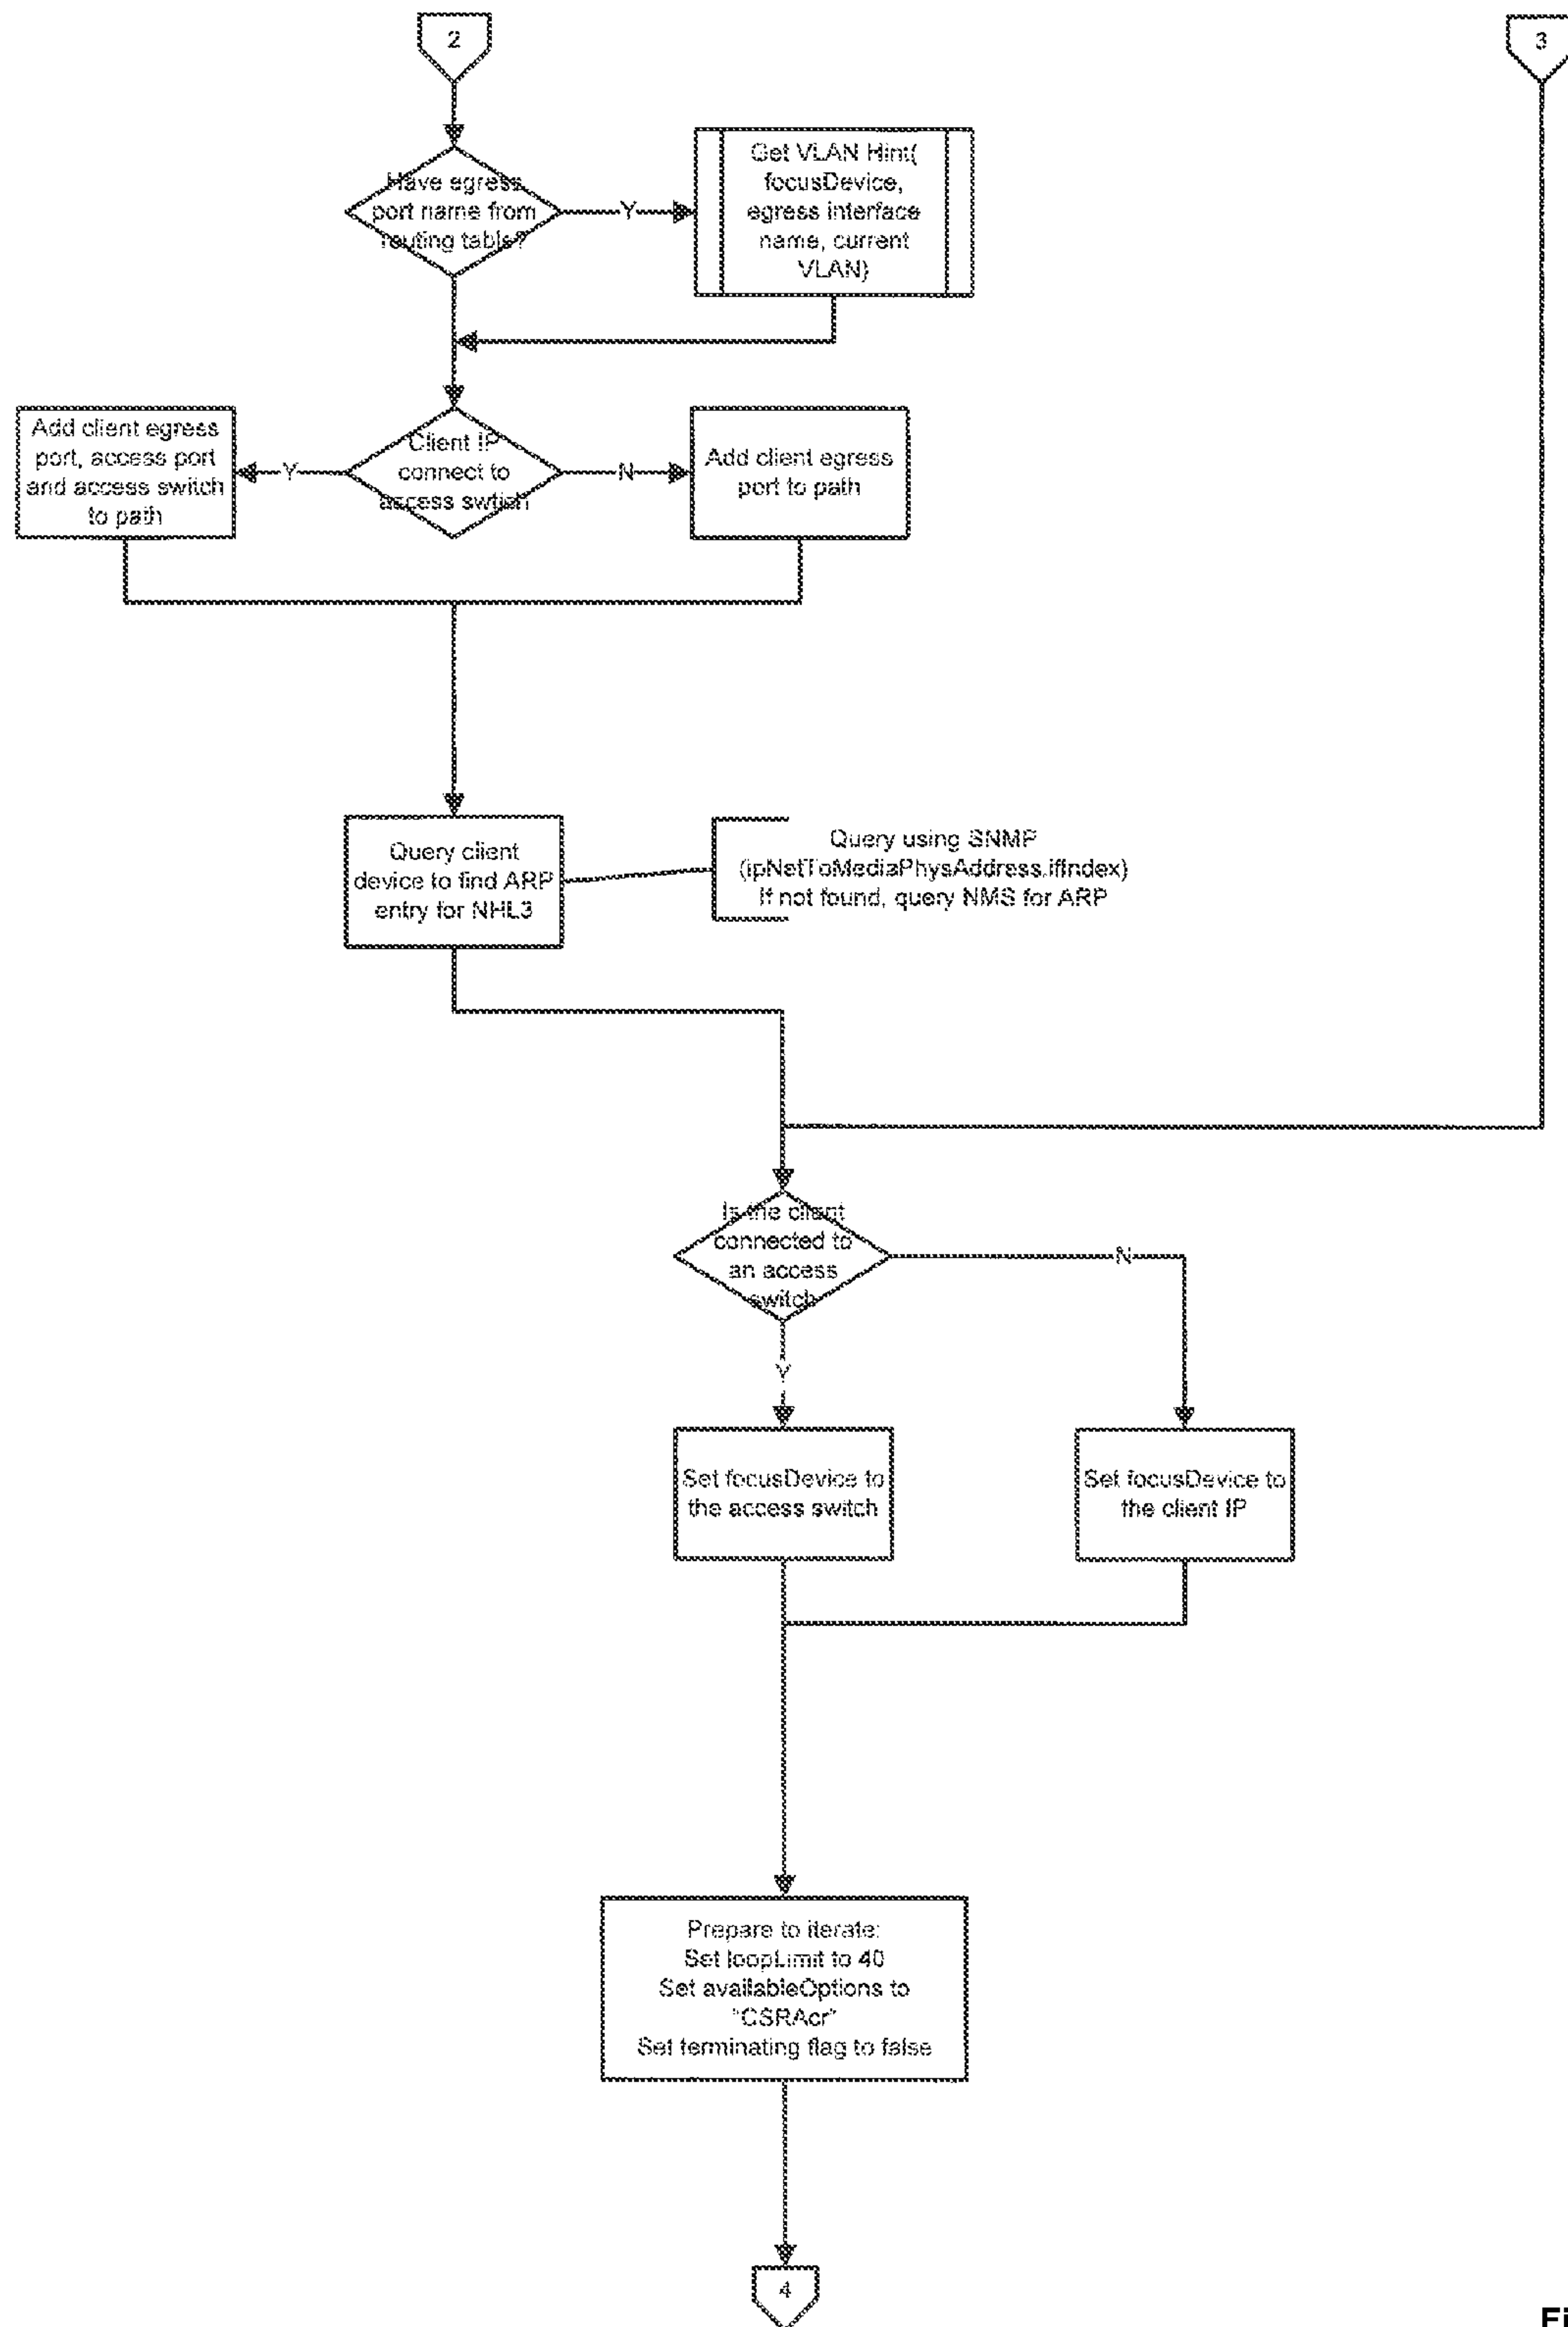 2
3
Have egress
port name from
routing table?
Y
Get VLAN Hint(
focusDevice,
egress interface
name, current
VLAN)
Add client egress
port, access port
and access switch
to path
Y
Client IP
connect to
access swtich
N
Add client egress
port to path
Query client
device to find ARP
entry for NHL3
Query using SNMP
(ipNetToMediaPhysAddress.ifIndex)
If not found, query NMS for ARP
Is the client
connected to
an access
switch
N
Y
Set focusDevice to
the access switch
Set focusDevice to
the client IP
Prepare to iterate:
Set loopLimit to 40
Set availableOptions to
"CSRAcr"
Set terminating flag to false
4